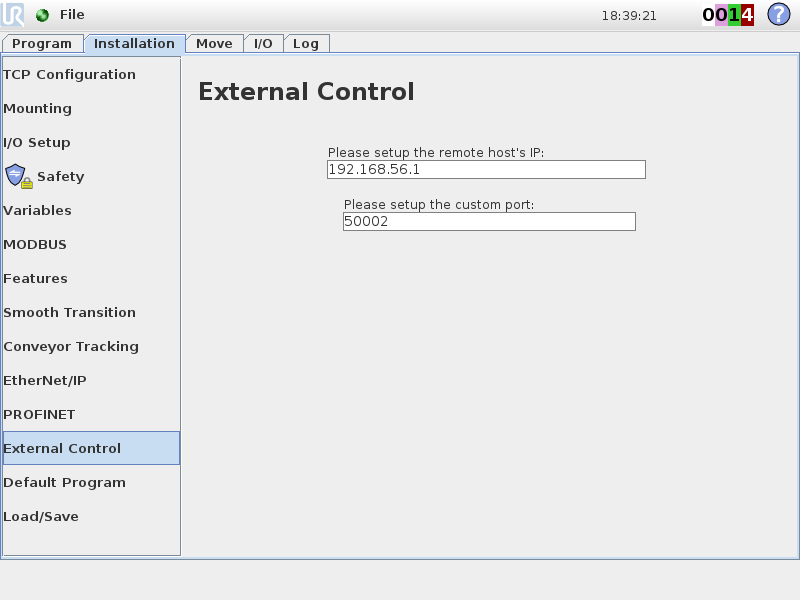 UR File 18:39:21 0014 ?
Program Installation Move I/O Log
TCP Configuration
Mounting
I/O Setup
Safety
Variables
MODBUS
Features
Smooth Transition
Conveyor Tracking
EtherNet/IP
PROFINET
External Control
Default Program
Load/Save
External Control
Please setup the remote host's IP:
192.168.56.1
Please setup the custom port:
50002